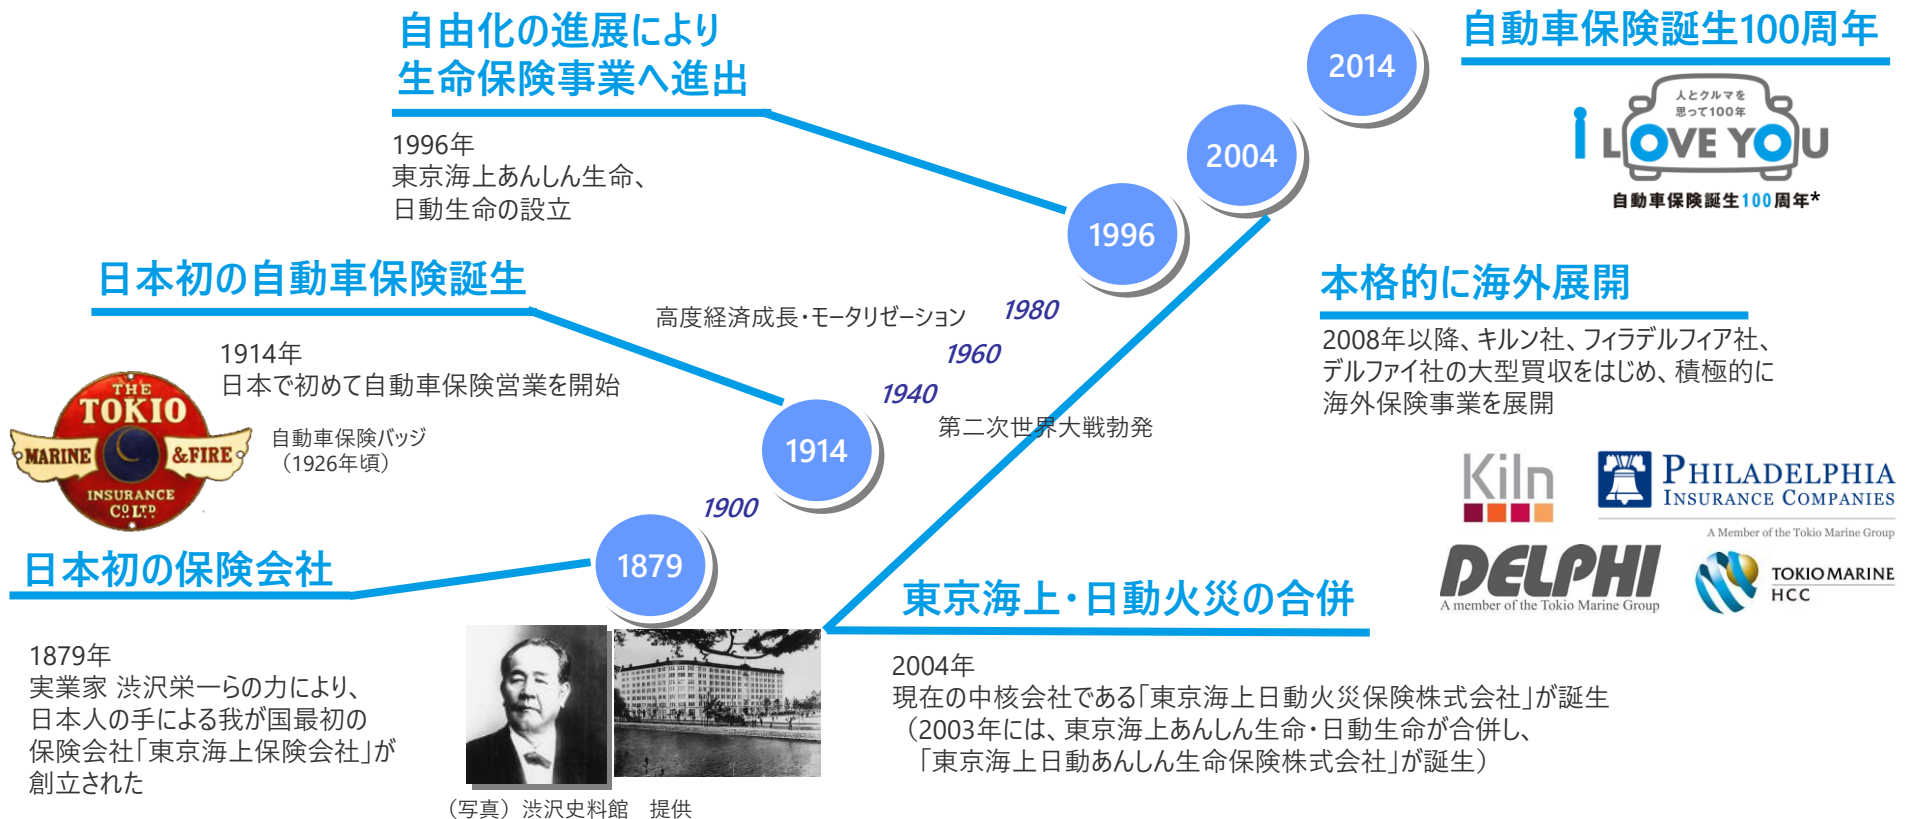 自由化の進展により
生命保険事業へ進出
1996年
東京海上あんしん生命、
日動生命の設立
2014
2004
1996
自動車保険誕生100周年
人とクルマを
思って100年
i LOVE YOU
自動車保険誕生100周年*
日本初の自動車保険誕生
1914年
日本で初めて自動車保険営業を開始
THE
TOKIO
MARINE & FIRE
INSURANCE
CO LTD
自動車保険バッジ
（1926年頃）
高度経済成長・モータリゼーション
1980
1960
1940
第二次世界大戦勃発
1914
1900
1879
本格的に海外展開
2008年以降、キルン社、フィラデルフィア社、
デルファイ社の大型買収をはじめ、積極的に
海外保険事業を展開
Kiln
PHILADELPHIA
INSURANCE COMPANIES
A Member of the Tokio Marine Group
DELPHI
A member of the Tokio Marine Group
TOKIO MARINE
HCC
日本初の保険会社
1879年
実業家 渋沢栄一らの力により、
日本人の手による我が国最初の
保険会社「東京海上保険会社」が
創立された
（写真）渋沢史料館　提供
東京海上・日動火災の合併
2004年
現在の中核会社である「東京海上日動火災保険株式会社」が誕生
（2003年には、東京海上あんしん生命・日動生命が合併し、
「東京海上日動あんしん生命保険株式会社」が誕生）